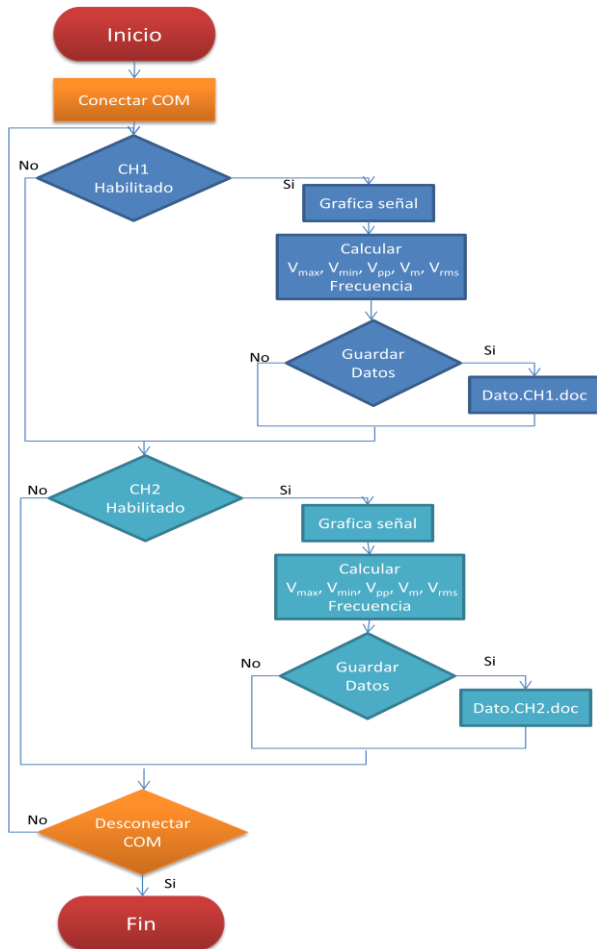 Inicio
Conectar COM
No
CH1
Habilitado
Si
Grafica señal
Calcular
Vmax, Vmin, Vpp, Vm, Vrms
Frecuencia
No
Guardar
Datos
Si
Dato.CH1.doc
No
CH2
Habilitado
Si
Grafica señal
Calcular
Vmax, Vmin, Vpp, Vm, Vrms
Frecuencia
No
Guardar
Datos
Si
Dato.CH2.doc
No
Desconectar
COM
Si
Fin